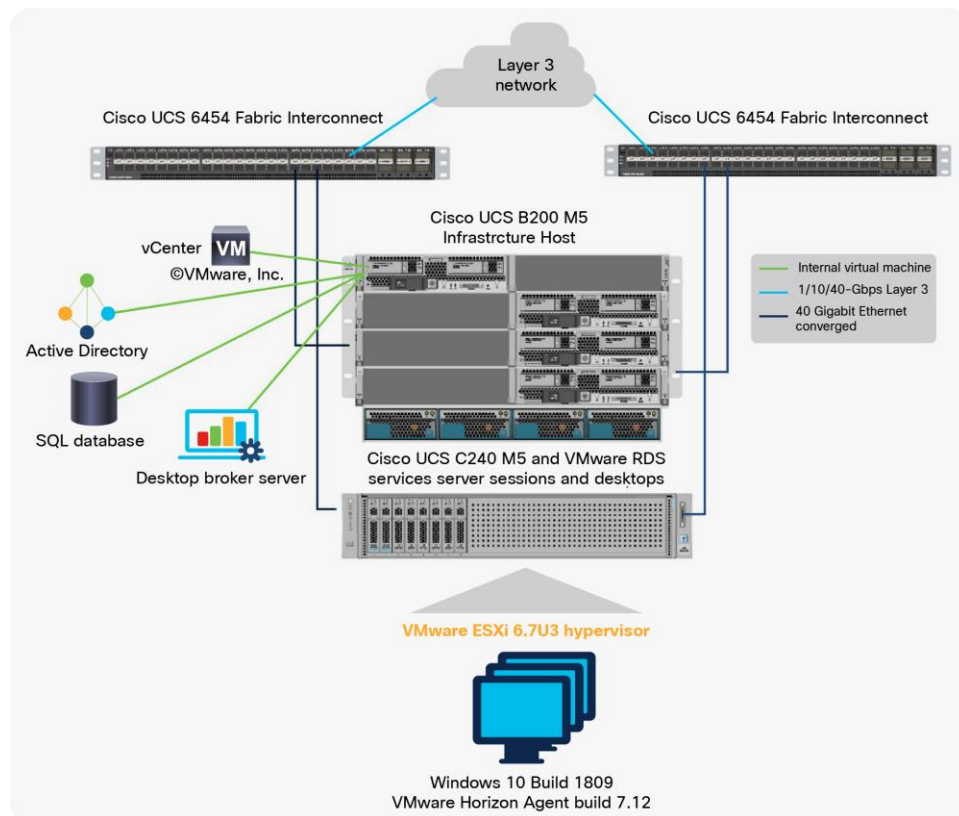 Layer 3
network
Cisco UCS 6454 Fabric Interconnect
Cisco UCS 6454 Fabric Interconnect
Cisco UCS B200 M5
Infrastrcture Host
vCenter
VM
©VMware, Inc.
Active Directory
SQL database
Desktop broker server
Internal virtual machine
1/10/40-Gbps Layer 3
40 Gigabit Ethernet
converged
Cisco UCS C240 M5 and VMware RDS
services server sessions and desktops
VMware ESXi 6.7U3 hypervisor
Windows 10 Build 1809
VMware Horizon Agent build 7.12